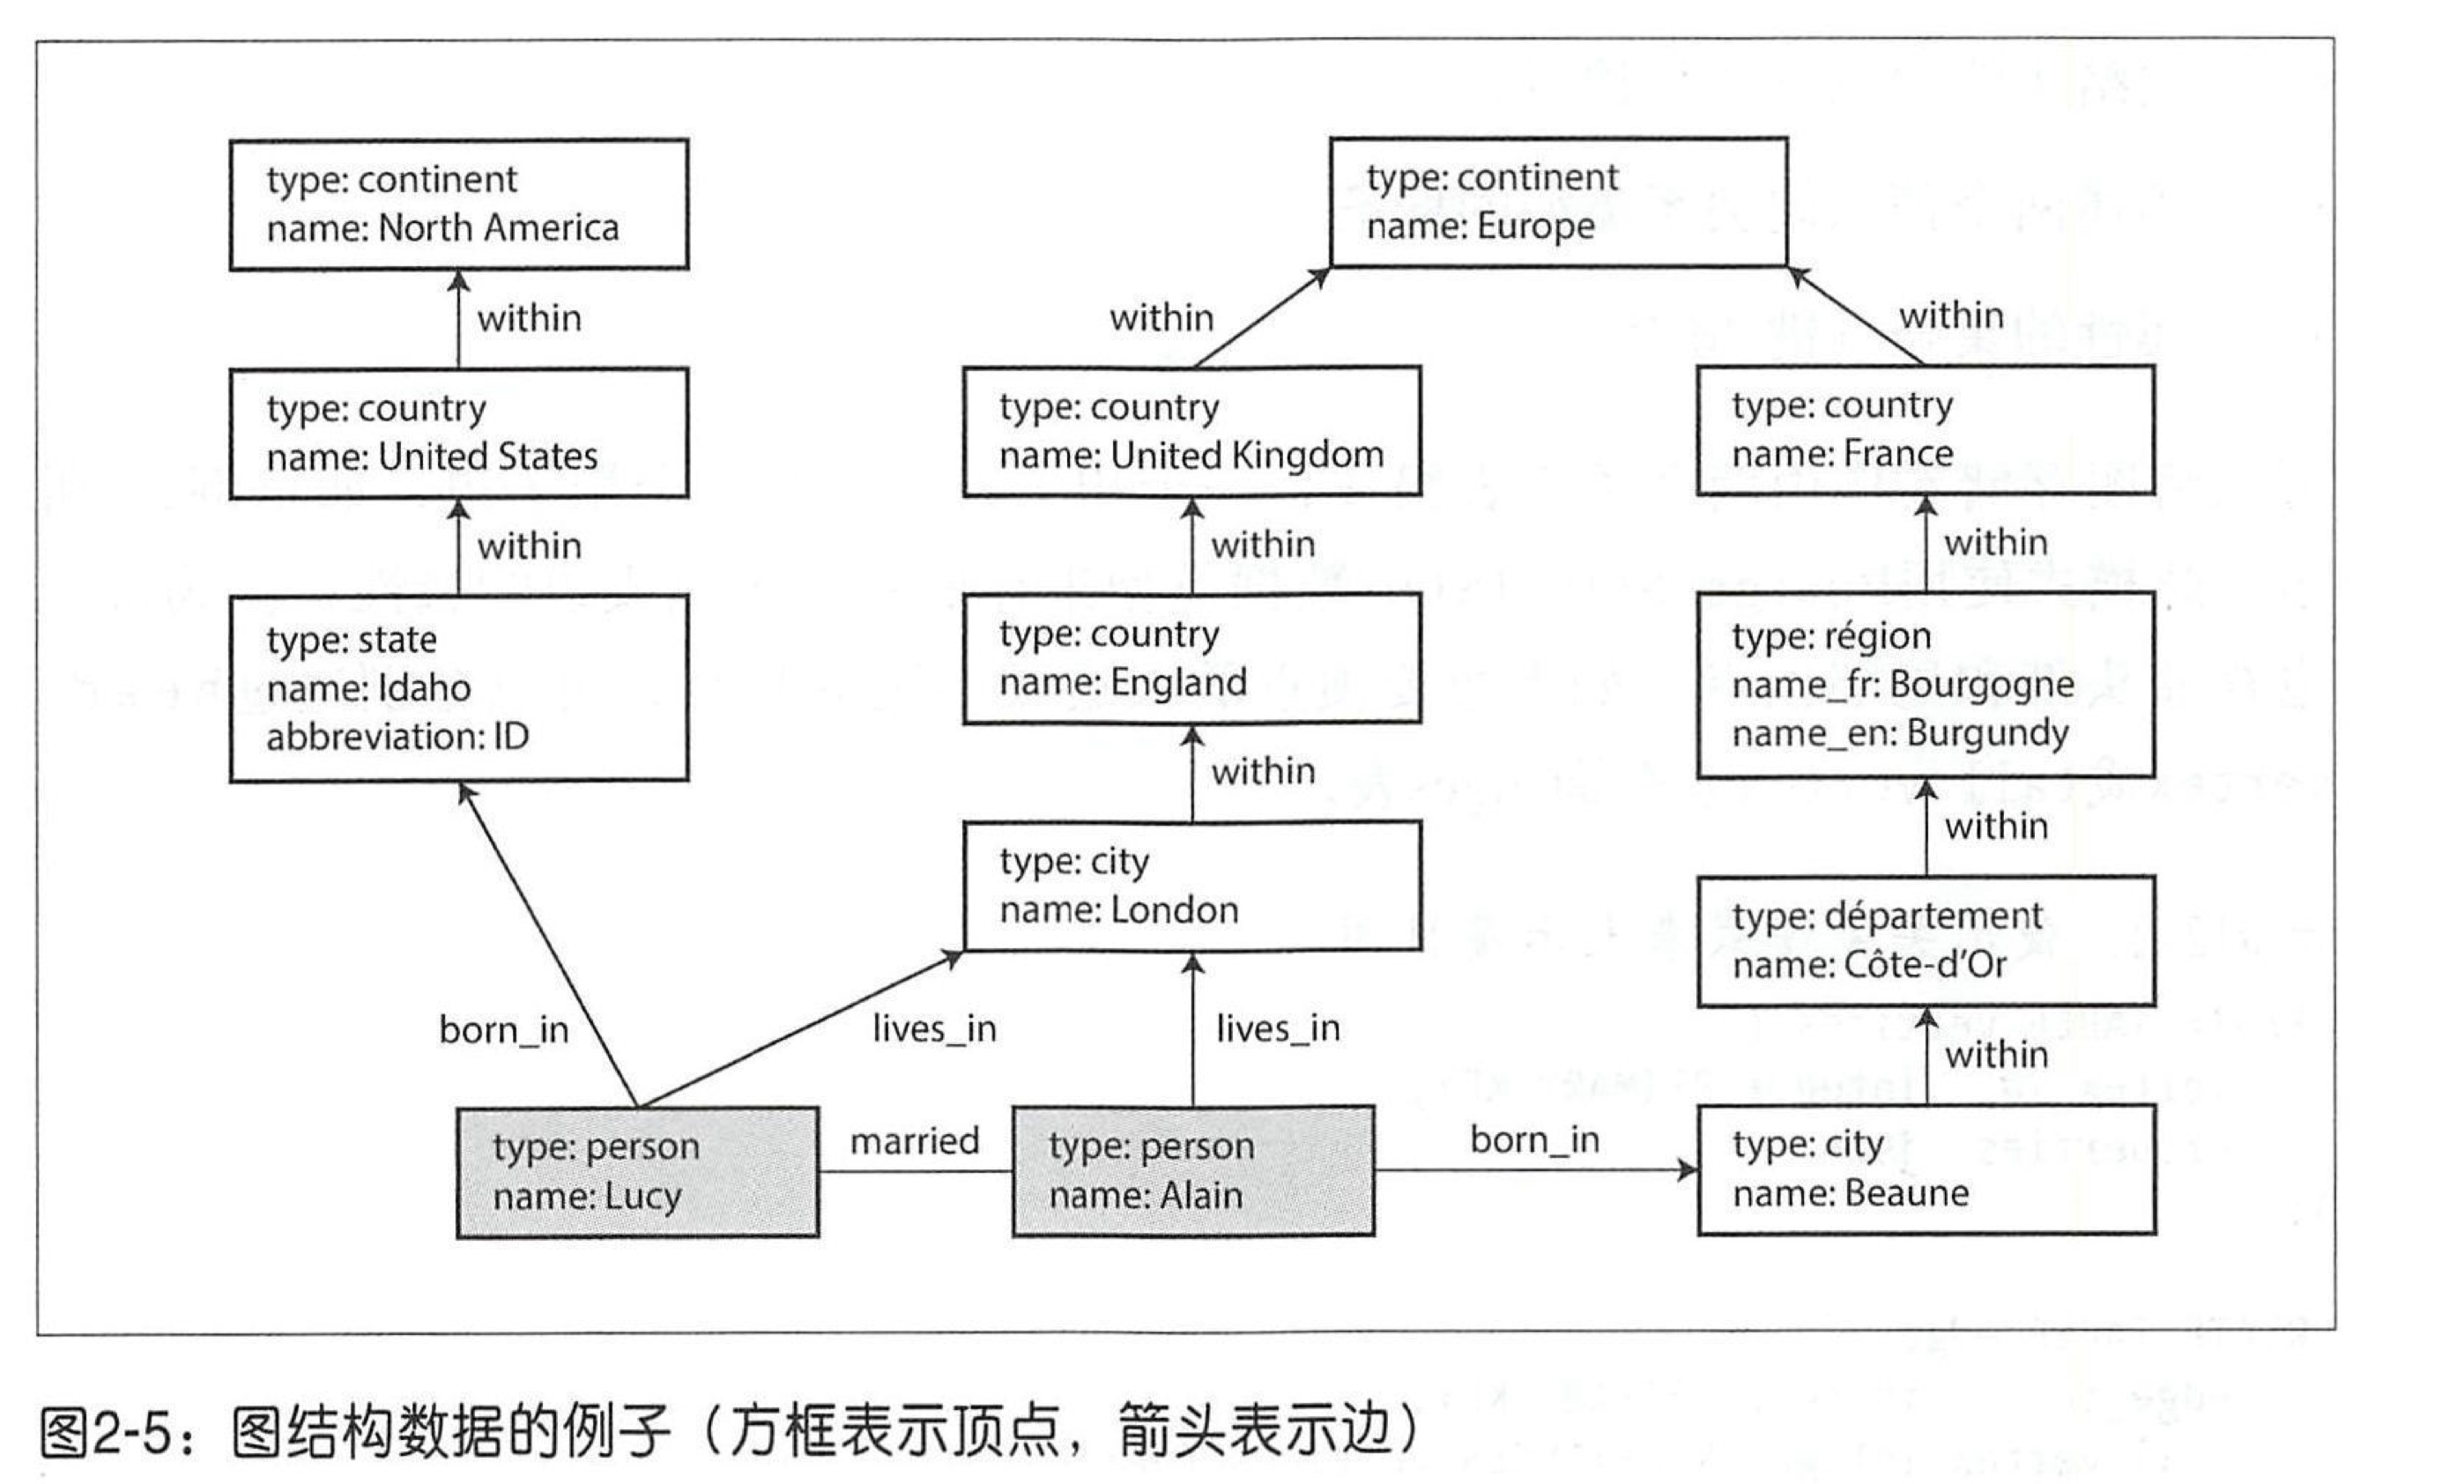 type: continent
name: North America
type: continent
name: Europe
within
within
within
type: country
name: United States
type: country
name: United Kingdom
type: country
name: France
within
within
within
type: state
name: Idaho
abbreviation: ID
type: country
name: England
type: région
name_fr: Bourgogne
name_en: Burgundy
within
within
type: city
name: London
type: département
name: Côte-d’Or
born_in
lives_in
lives_in
within
type: person
name: Lucy
married
type: person
name: Alain
born_in
type: city
name: Beaune
图2-5：图结构数据的例子（方框表示顶点，箭头表示边）